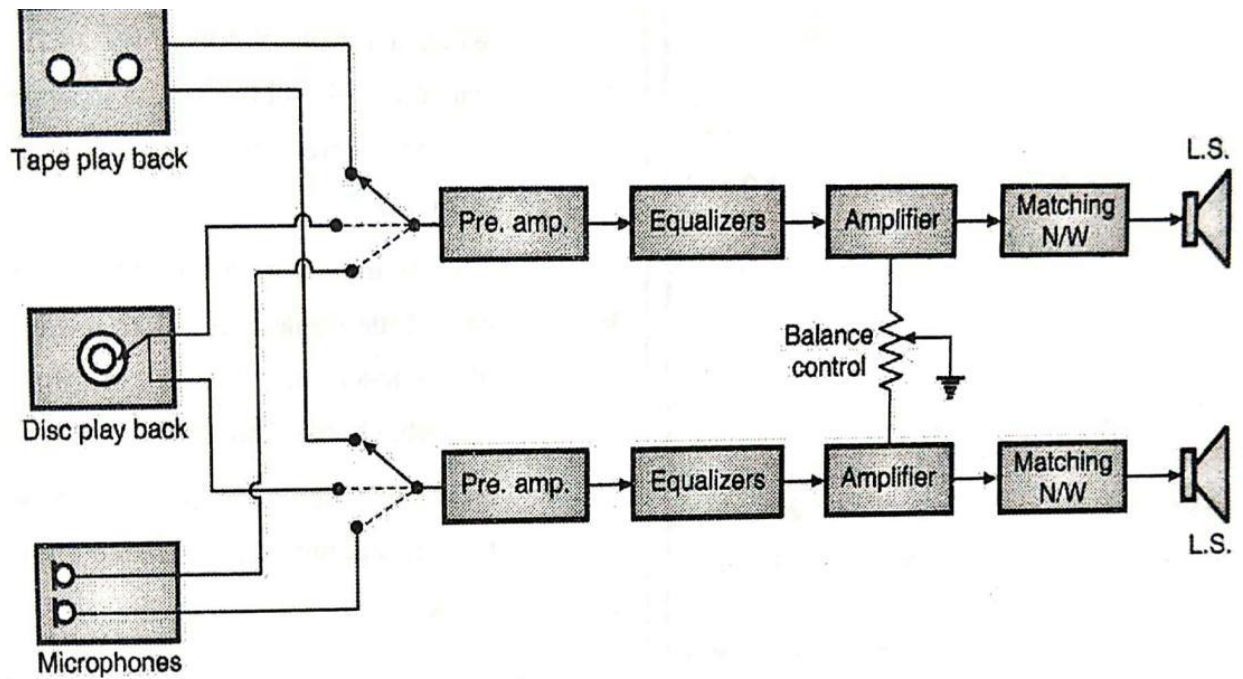 Tape play back
L.S.
Pre. amp.
Equalizers
Amplifier
Matching
N/W
Balance
control
Disc play back
Pre. amp.
Equalizers
Amplifier
Matching
N/W
L.S.
Microphones